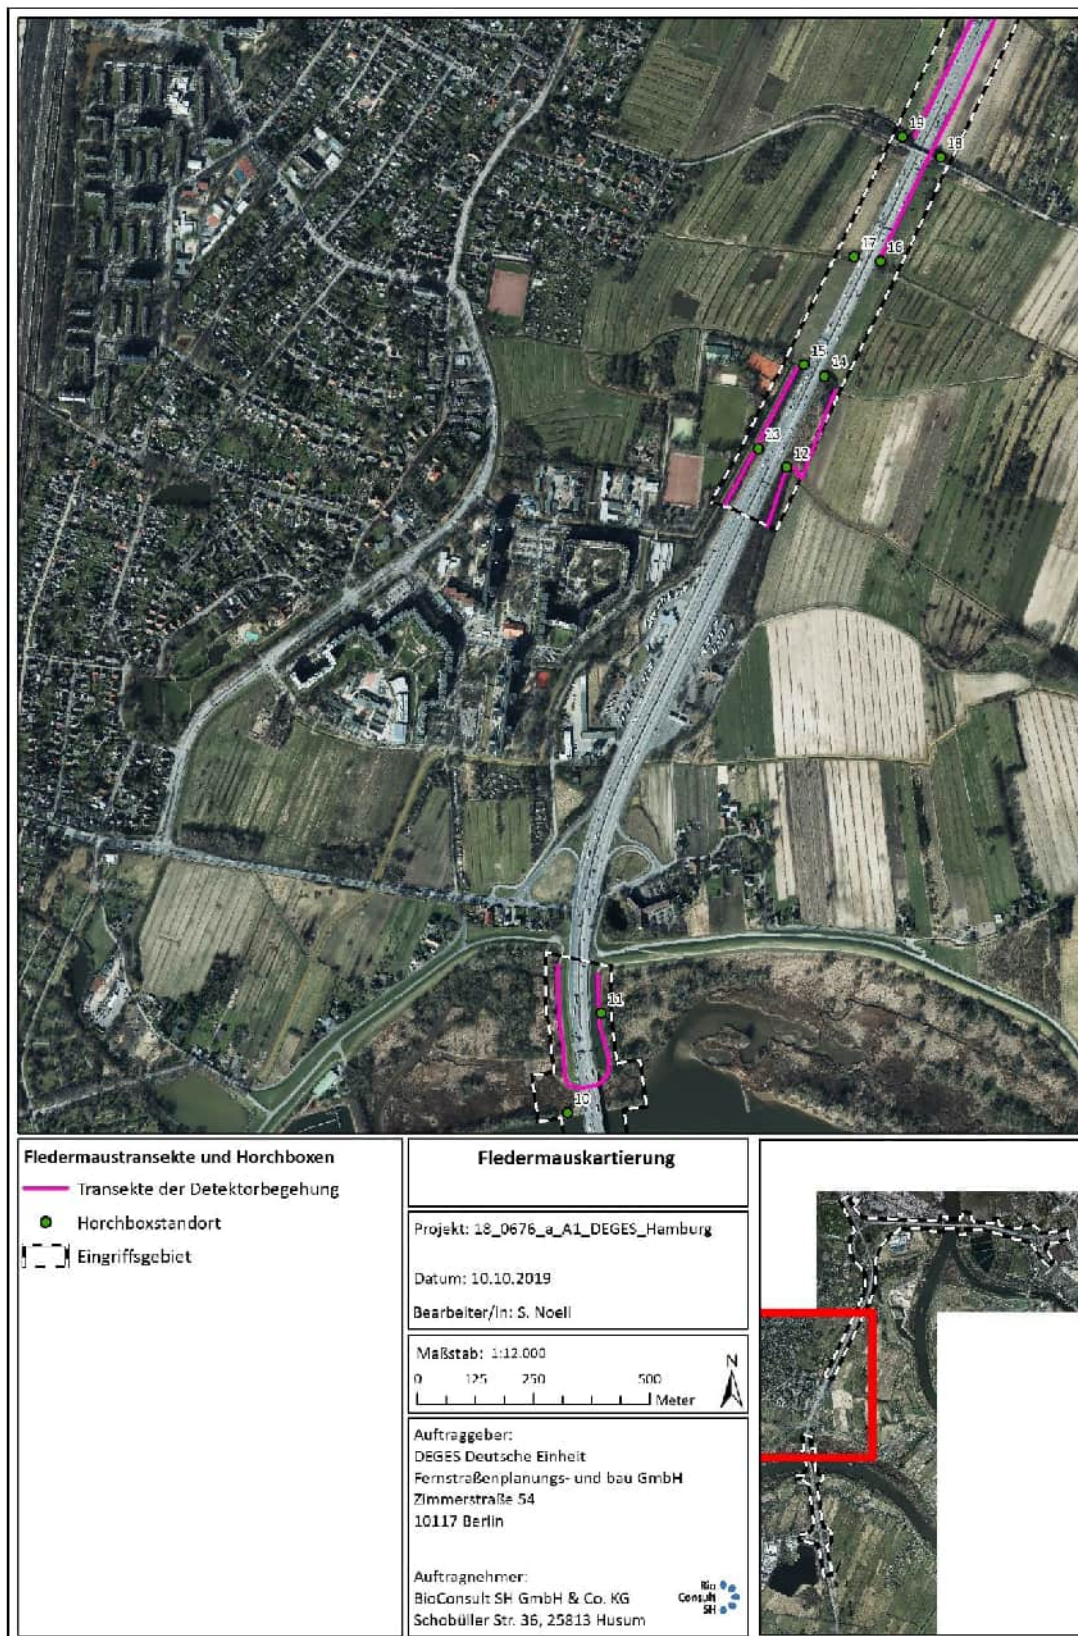 19
18
17
16
15
14
13
12
11
10
Fledermaustransekte und Horchboxen
Transekte der Detektorbegehung
Horchboxstandort
Eingriffsgebiet
Fledermauskartierung
Projekt: 18_0676_a_A1_DEGES_Hamburg
Datum: 10.10.2019
Bearbeiter/in: S. Noell
Maßstab: 1:12.000
0 125 250 500
Meter
N
Auftraggeber:
DEGES Deutsche Einheit
Fernstraßenplanungs- und bau GmbH
Zimmerstraße 54
10117 Berlin
Auftragnehmer:
BioConsult SH GmbH & Co. KG
Schobüller Str. 36, 25813 Husum
Bio
Consult
SH